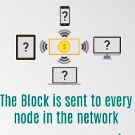 ?
?
$
?
?
The Block is sent to every
node in the network